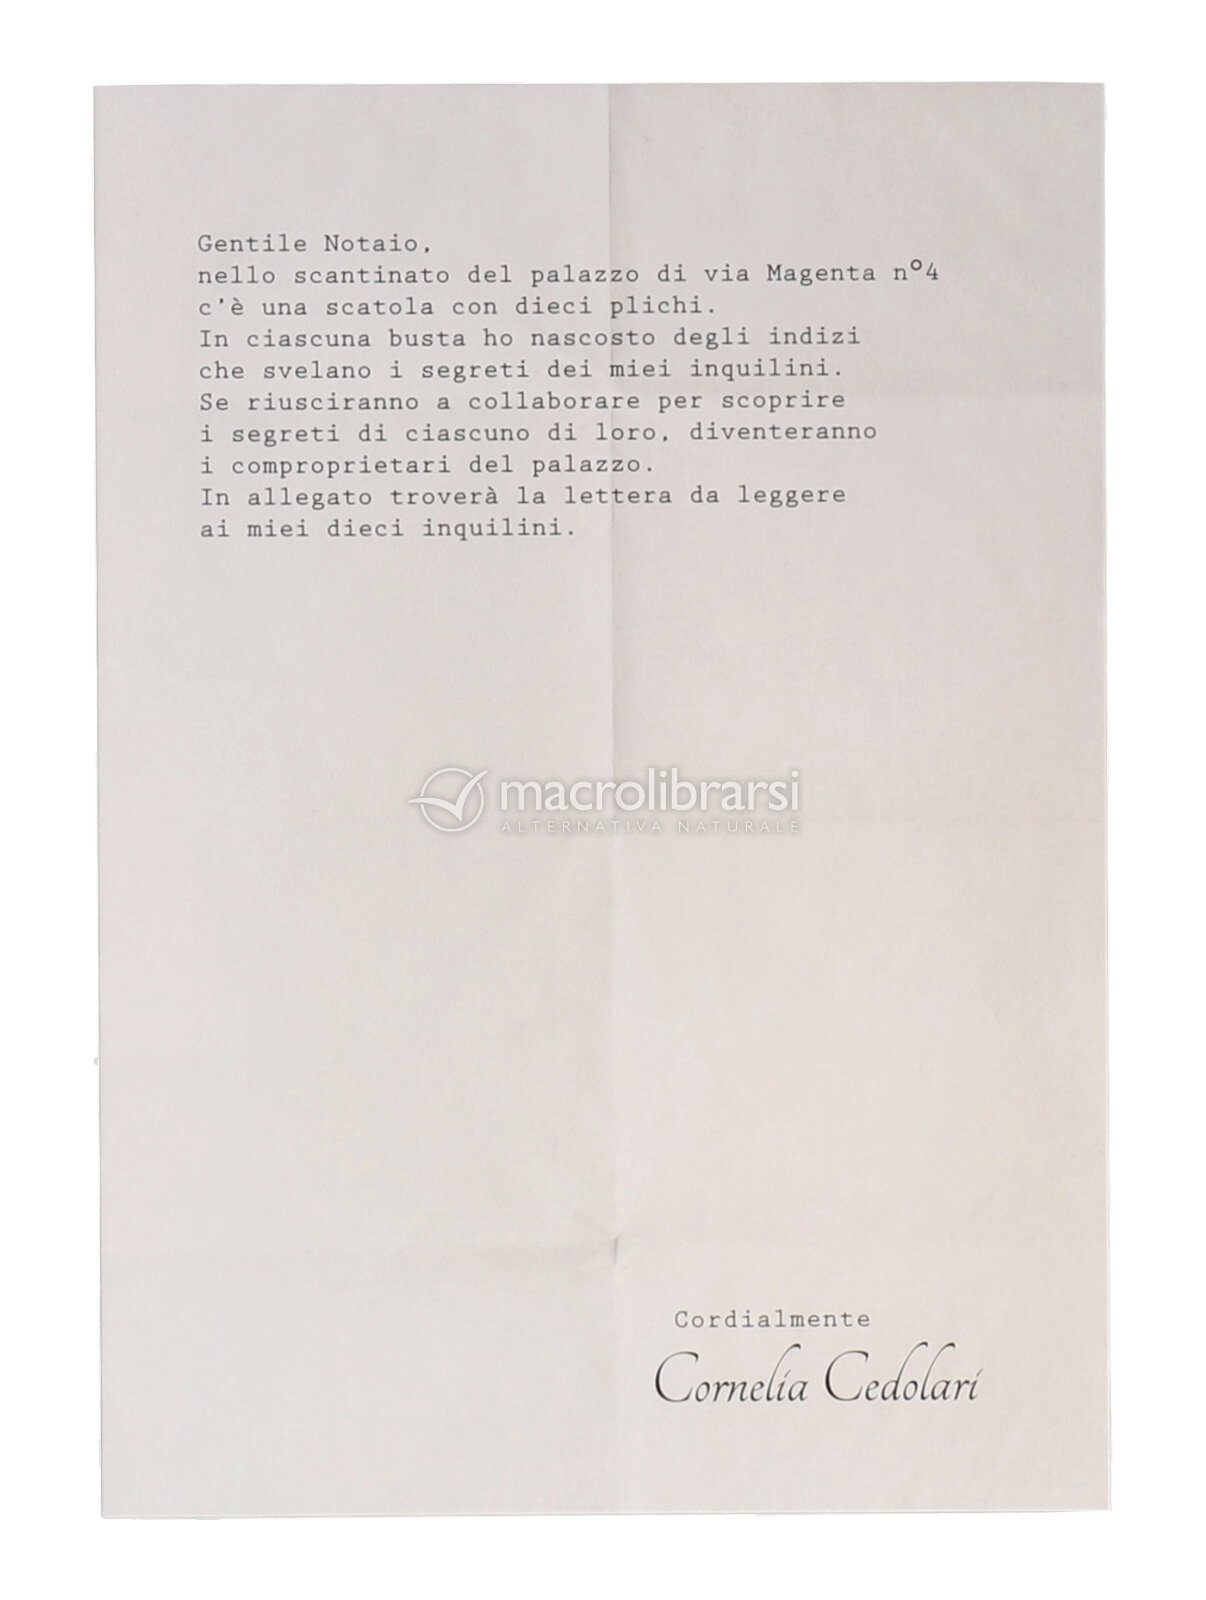 Gentile Notaio,
nello scantinato del palazzo di via Magenta n°4
c'è una scatola con dieci plichi.
In ciascuna busta ho nascosto degli indizi
che svelano i segreti dei miei inquilini.
Se riusciranno a collaborare per scoprire
i segreti di ciascuno di loro, diventeranno
i comproprietari del palazzo.
In allegato troverà la lettera da leggere
ai miei dieci inquilini.
macrolibrarsi
ALTERNATIVA NATURALE
Cordialmente
Cornelia Cedolari